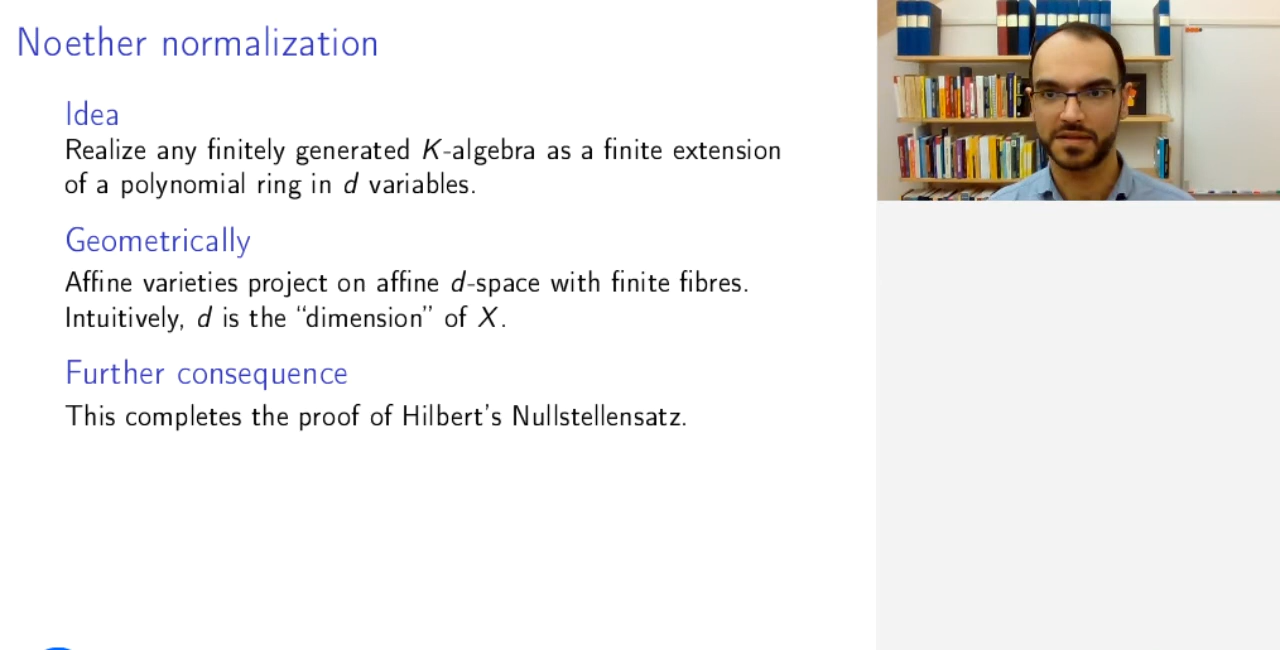 Noether normalization
Idea
Realize any finitely generated K-algebra as a finite extension
of a polynomial ring in d variables.
Geometrically
Affine varieties project on affine d-space with finite fibres.
Intuitively, d is the “dimension” of X.
Further consequence
This completes the proof of Hilbert's Nullstellensatz.